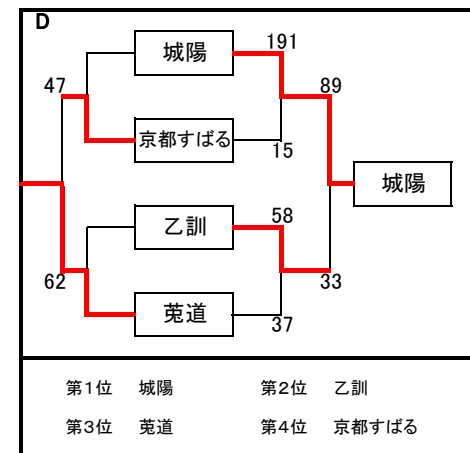 D
城陽 191
47 89
京都すばる 15
城陽
乙訓 58
62 33
莵道 37
第1位 城陽 第2位 乙訓
第3位 莵道 第4位 京都すばる